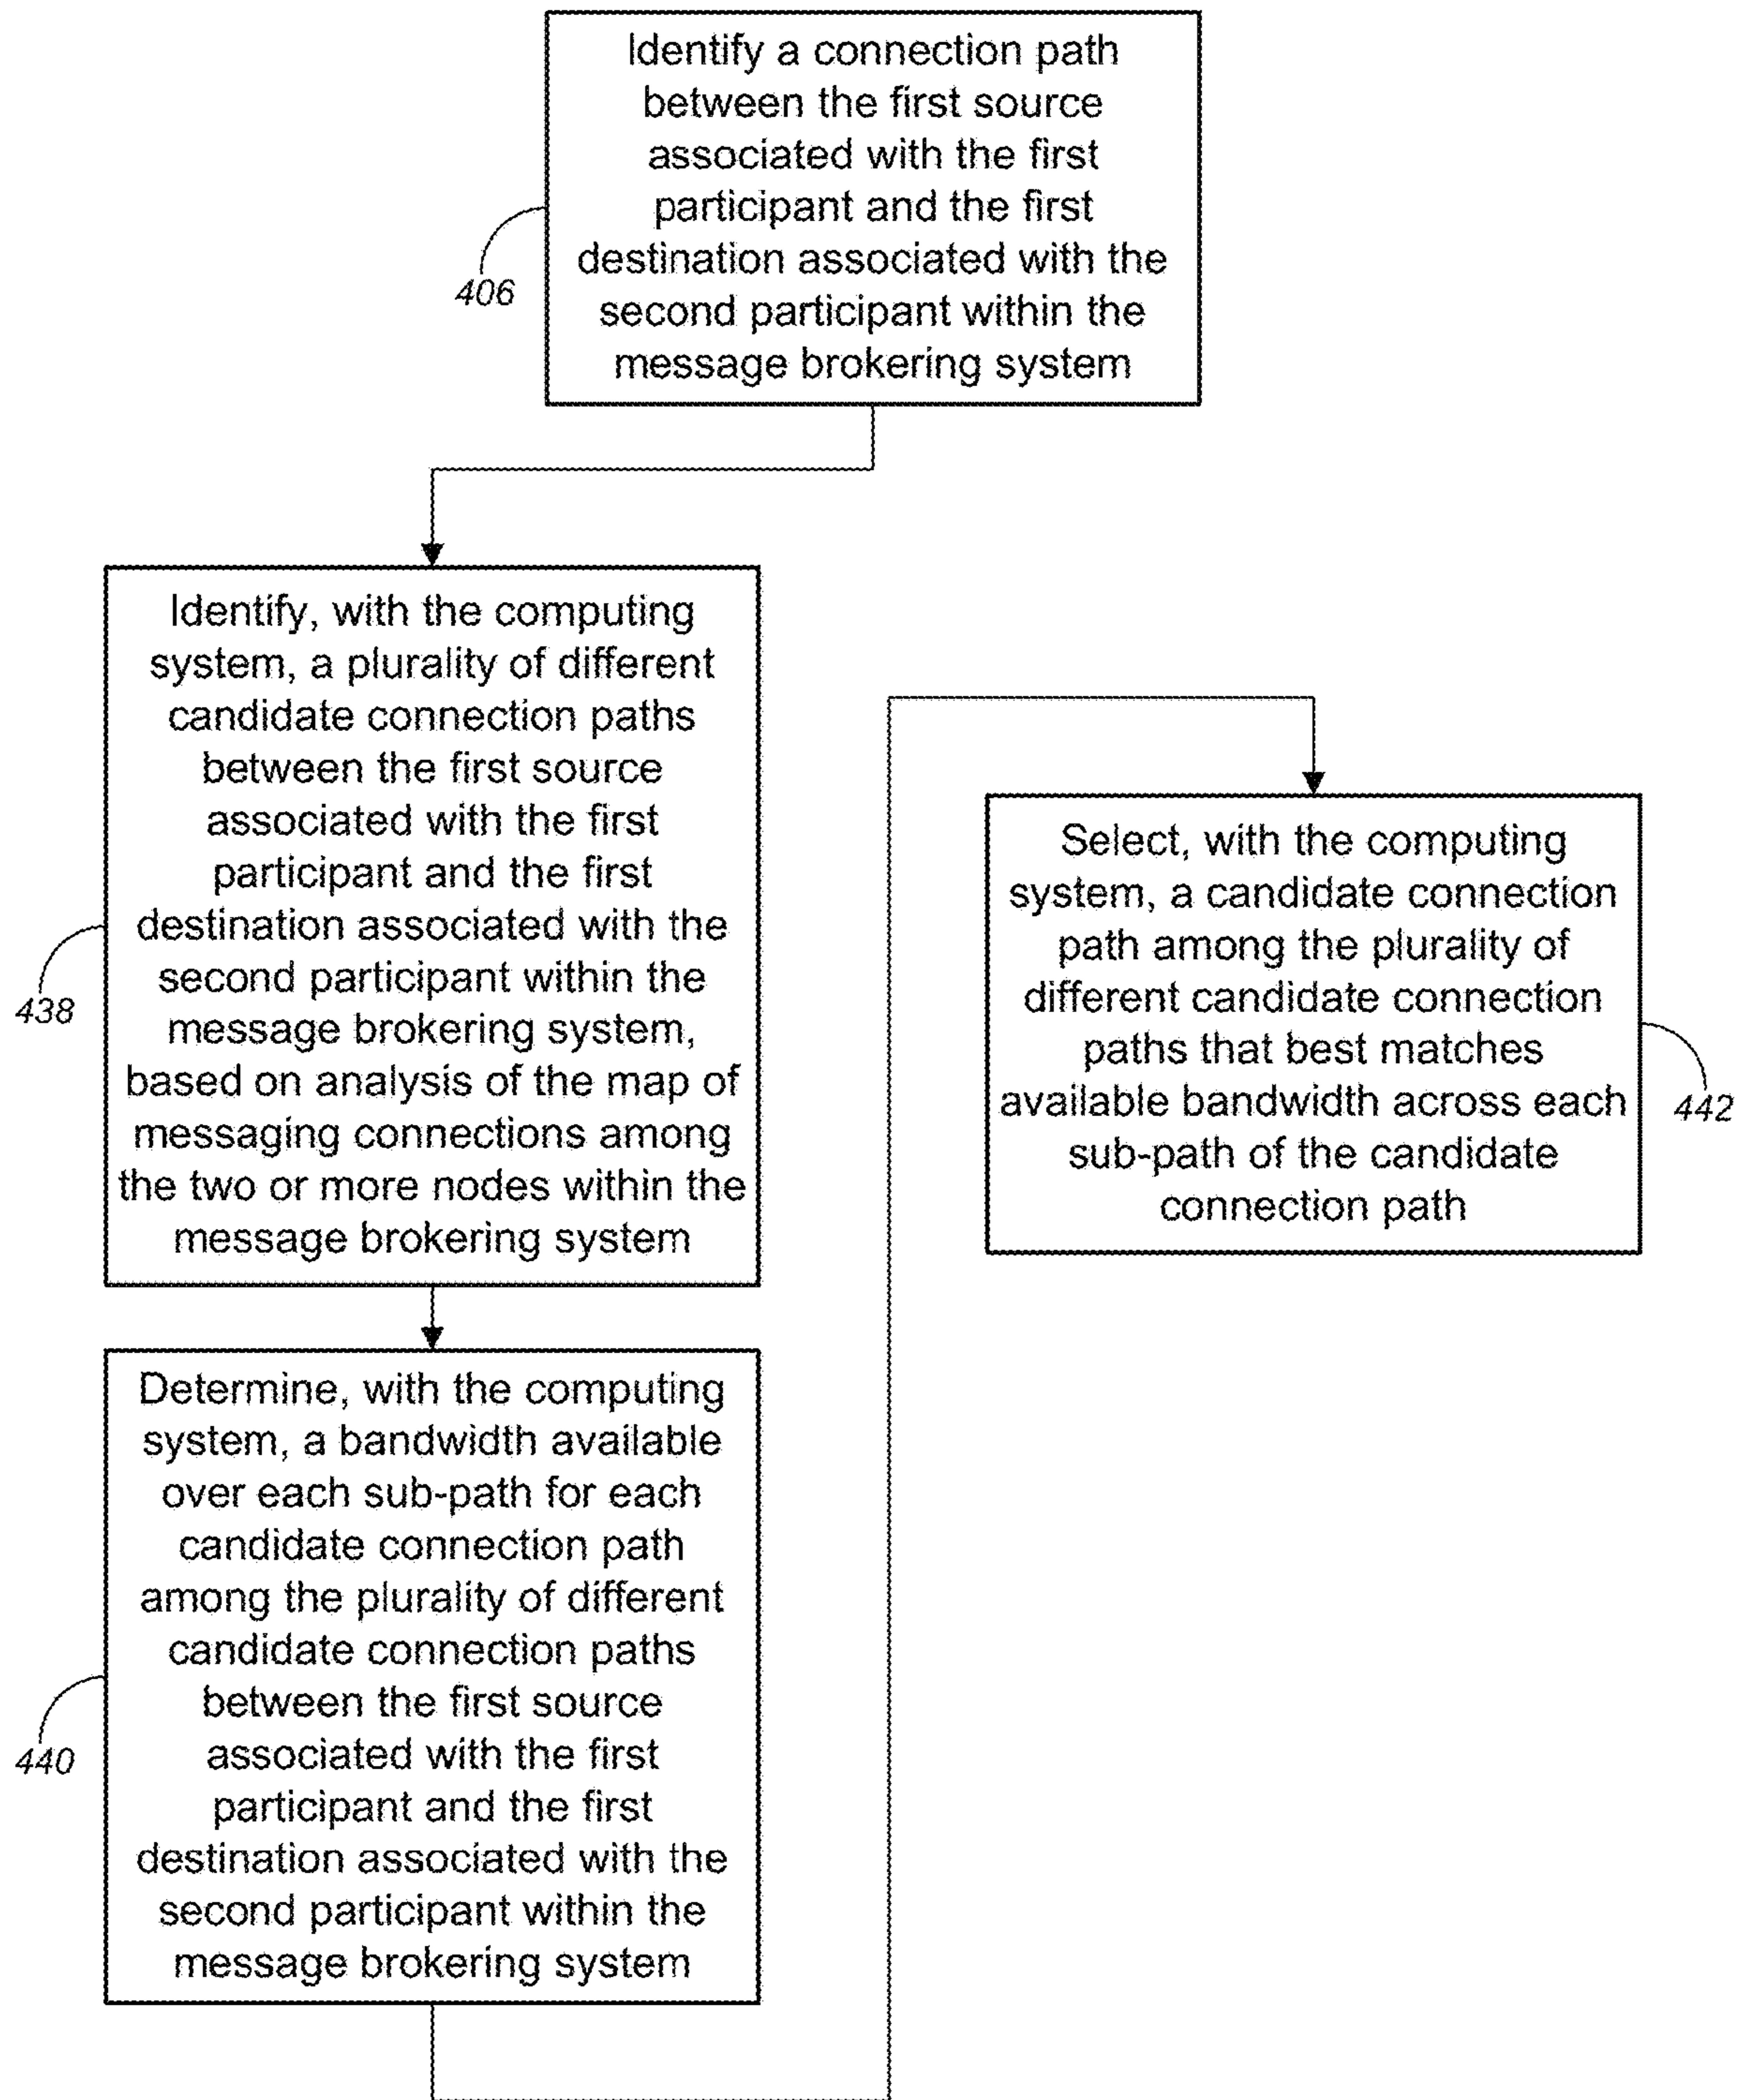 Identify a connection path
between the first source
associated with the first
participant and the first
destination associated with the
second participant within the
message brokering system
406
Identify, with the computing
system, a plurality of different
candidate connection paths
between the first source
associated with the first
participant and the first
destination associated with the
second participant within the
message brokering system,
based on analysis of the map of
messaging connections among
the two or more nodes within the
message brokering system
438
Determine, with the computing
system, a bandwidth available
over each sub-path for each
candidate connection path
among the plurality of different
candidate connection paths
between the first source
associated with the first
participant and the first
destination associated with the
second participant within the
message brokering system
440
Select, with the computing
system, a candidate connection
path among the plurality of
different candidate connection
paths that best matches
available bandwidth across each
sub-path of the candidate
connection path
442